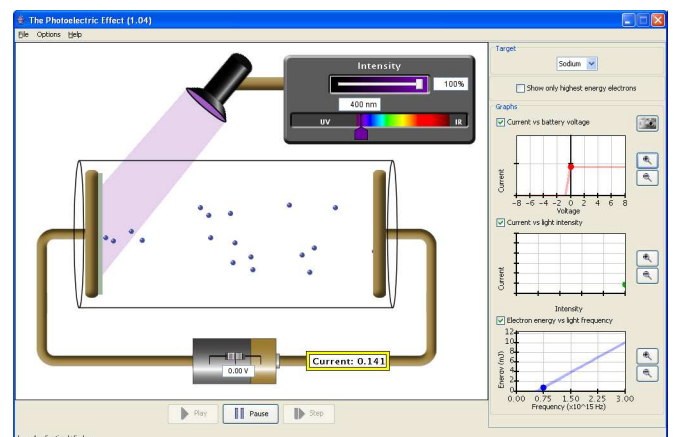 The Photoelectric Effect (1.04)
File Options Help
Intensity
100%
400 nm
UV IR
0.00 V
Current: 0.141
Play Pause Step
Target
Sodium
Show only highest energy electrons
Graphs
Current vs battery voltage
Current
-8 -6 -4 -2 0 2 4 6 8
Voltage
Current vs light intensity
Current
Intensity
Electron energy vs light frequency
Energy (nJ)
12
10
8
6
4
2
0
0.00 0.75 1.50 2.25 3.00
Frequency (x10^15 Hz)